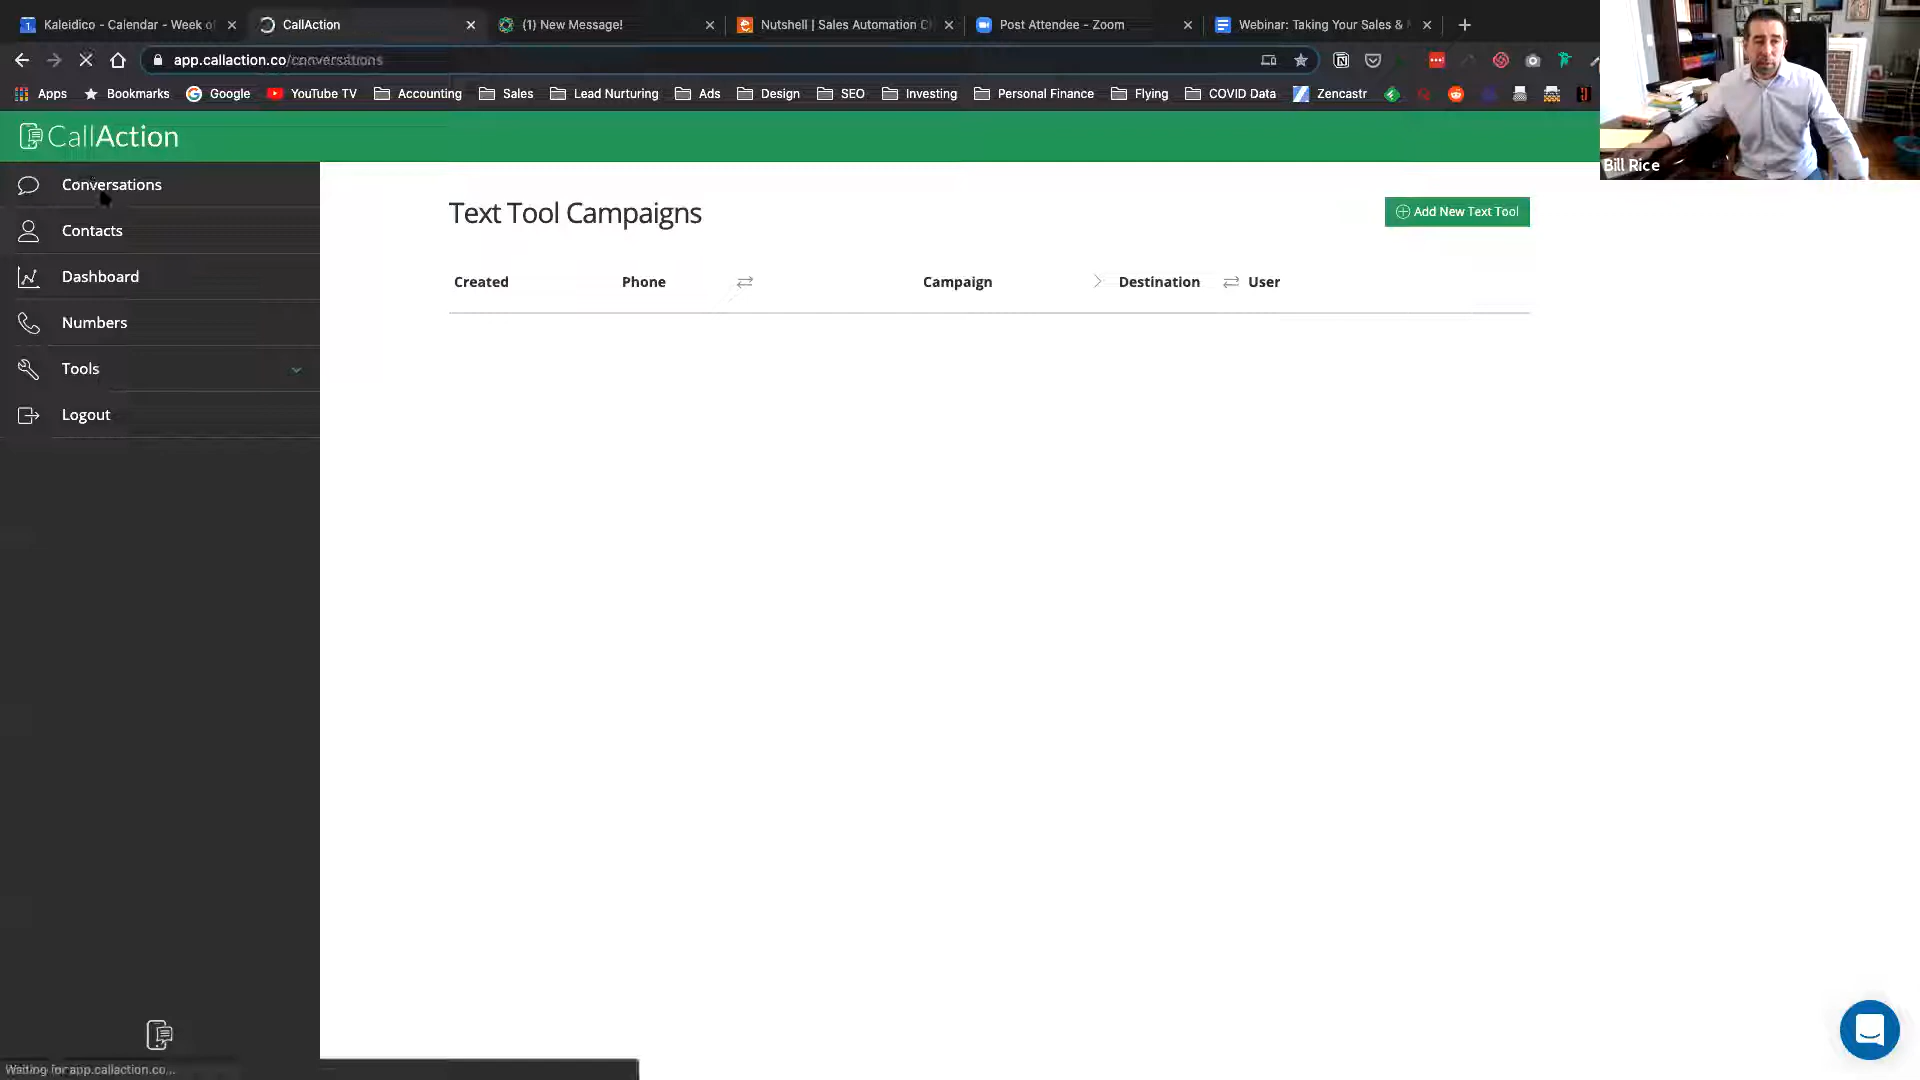 Kaleidico - Calendar - Week of
CallAction
(1) New Message!
Nutshell | Sales Automation C
Post Attendee - Zoom
Webinar: Taking Your Sales &
app.callaction.co/conversations
Apps
Bookmarks
Google
YouTube TV
Accounting
Sales
Lead Nurturing
Ads
Design
SEO
Investing
Personal Finance
Flying
COVID Data
Zencastr
CallAction
Bill Rice
Conversations
Contacts
Dashboard
Numbers
Tools
Logout
Text Tool Campaigns
Add New Text Tool
Created
Phone
Campaign
Destination
User
Waiting for app.callaction.co...